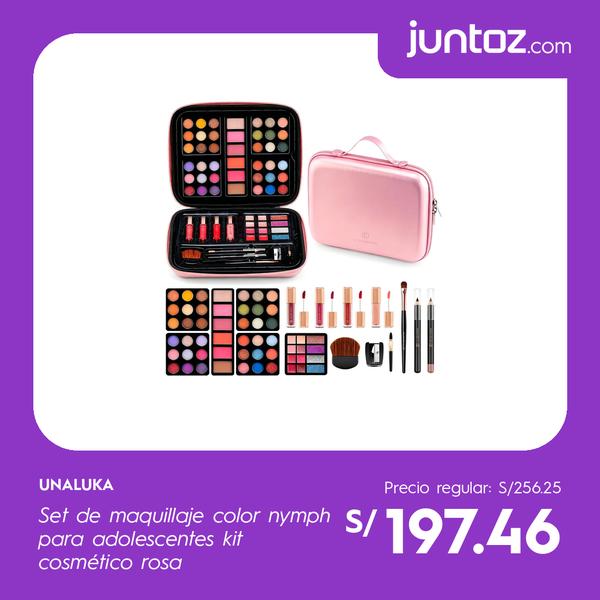 juntoz.com
UNALUKA
Set de maquillaje color nymph
para adolescentes kit
cosmético rosa
Precio regular: S/256.25
S/197.46